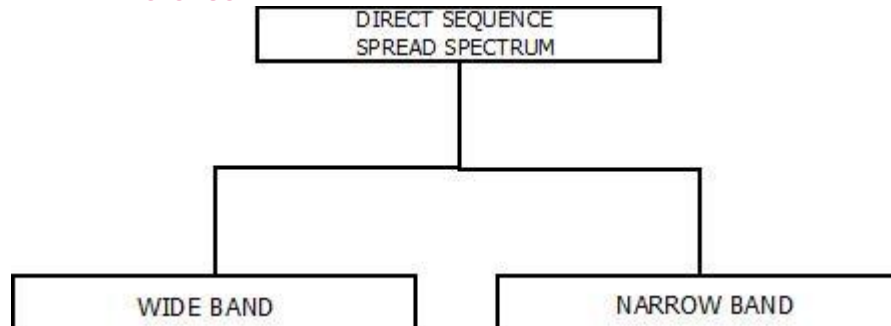 DIRECT SEQUENCE
SPREAD SPECTRUM
WIDE BAND
NARROW BAND